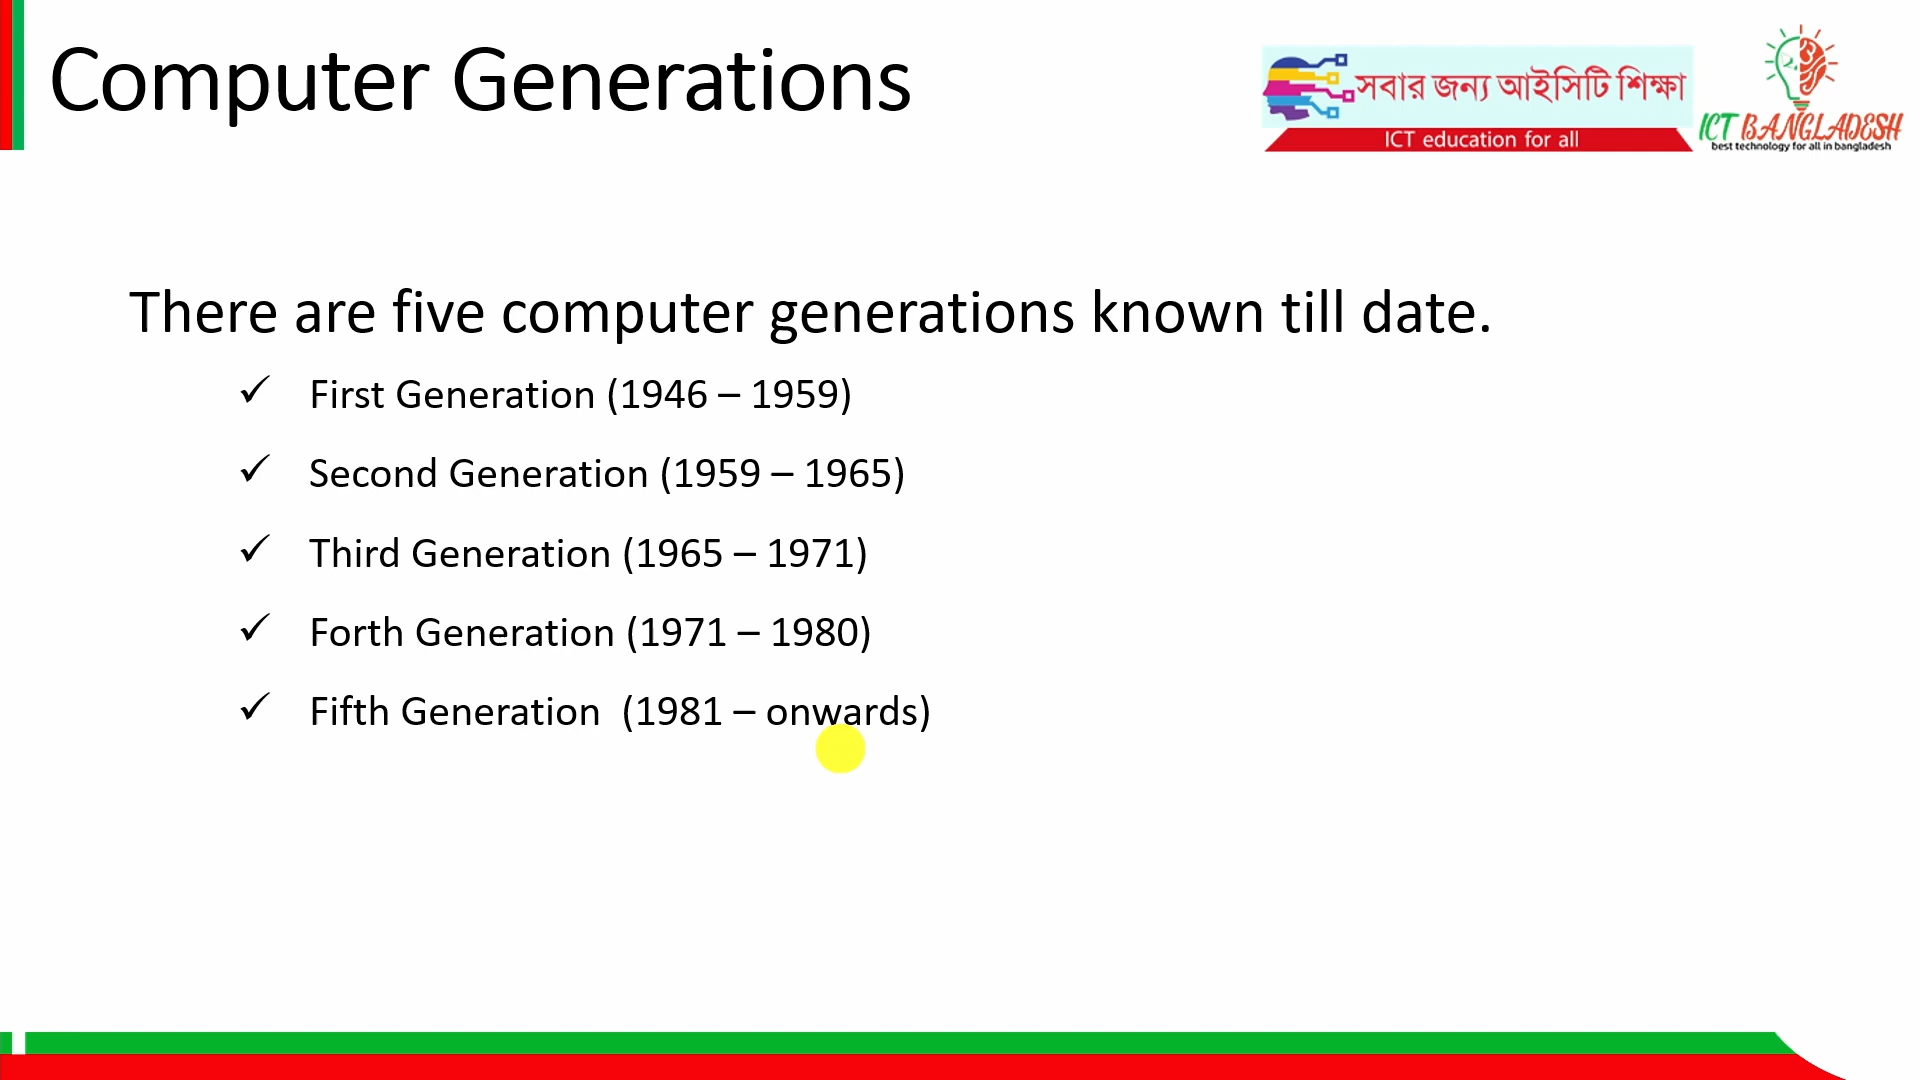 Computer Generations
সবার জন্য আইসিটি শিক্ষা
ICT education for all
ICT BANGLADESH
best technology for all in bangladesh
There are five computer generations known till date.
✓ First Generation (1946 – 1959)
✓ Second Generation (1959 – 1965)
✓ Third Generation (1965 – 1971)
✓ Forth Generation (1971 – 1980)
✓ Fifth Generation  (1981 – onwards)